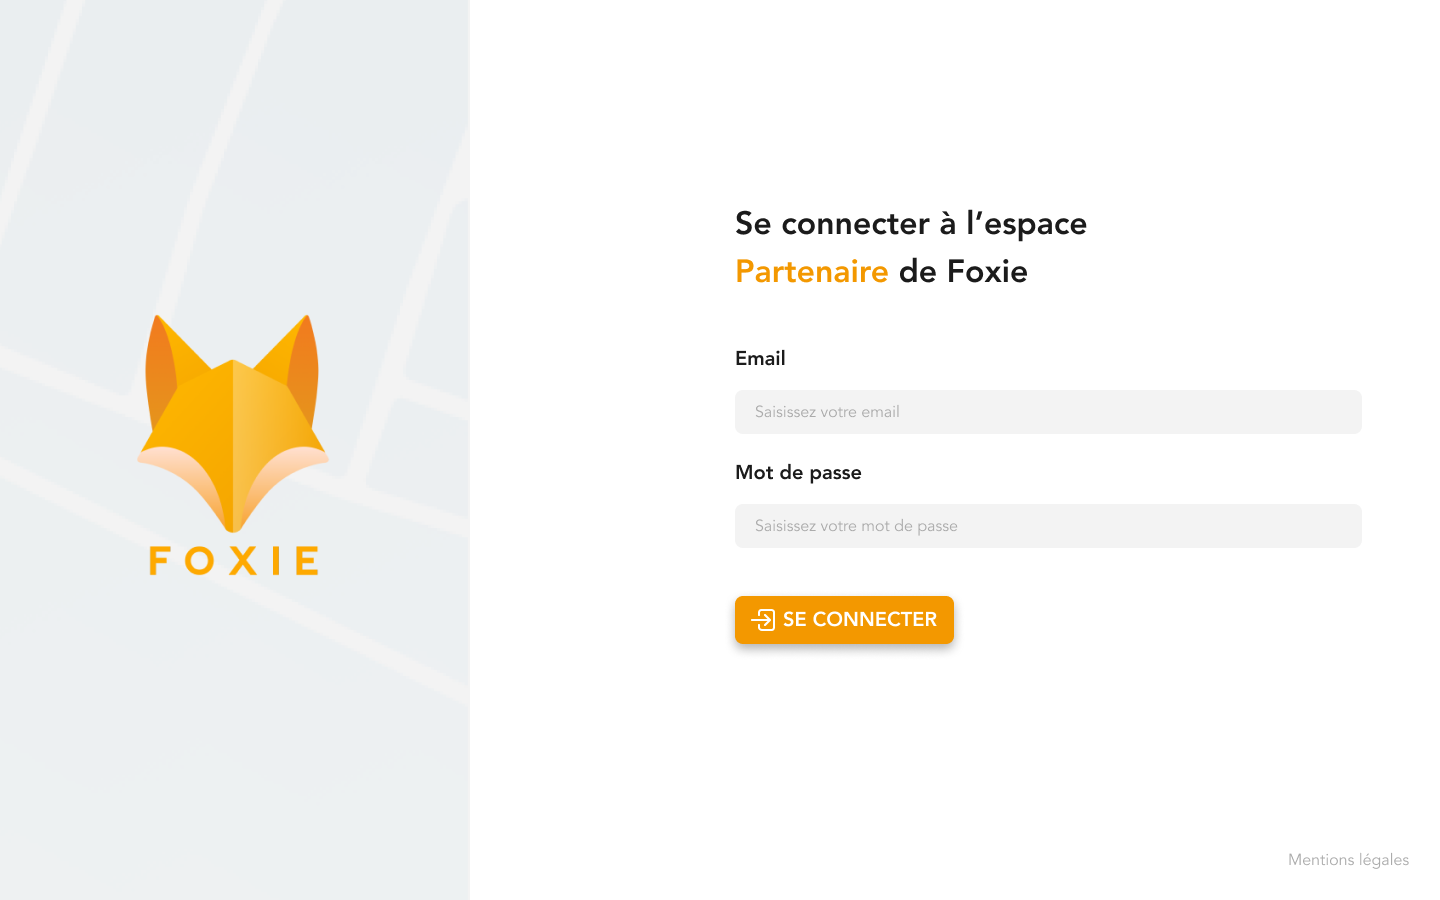 FOXIE
Se connecter à l’espace
Partenaire de Foxie
Email
Saisissez votre email
Mot de passe
Saisissez votre mot de passe
SE CONNECTER
Mentions légales